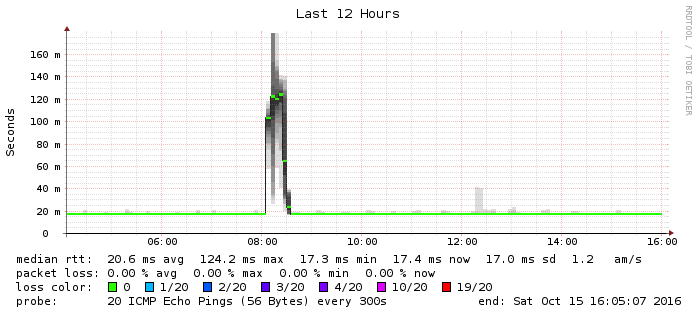 Last 12 Hours
RRDTOOL / TOBI OETIKER
Seconds
160 m
140 m
120 m
100 m
80 m
60 m
40 m
20 m
0
06:00 08:00 10:00 12:00 14:00 16:00
median rtt: 20.6 ms avg 124.2 ms max 17.3 ms min 17.4 ms now 17.0 ms sd 1.2 am/s
packet loss: 0.00 % avg 0.00 % max 0.00 % min 0.00 % now
loss color: 0 1/20 2/20 3/20 4/20 10/20 19/20
probe: 20 ICMP Echo Pings (56 Bytes) every 300s end: Sat Oct 15 16:05:07 2016